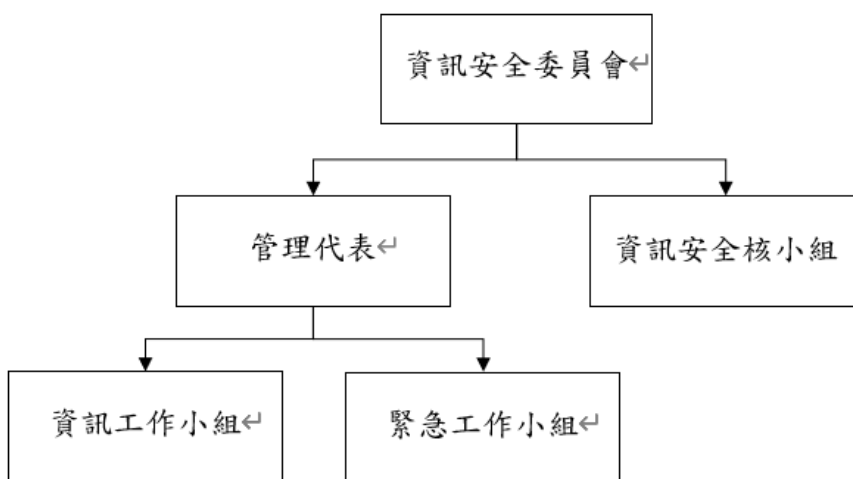 資訊安全委員會
管理代表
資訊安全核小組
資訊工作小組
緊急工作小組